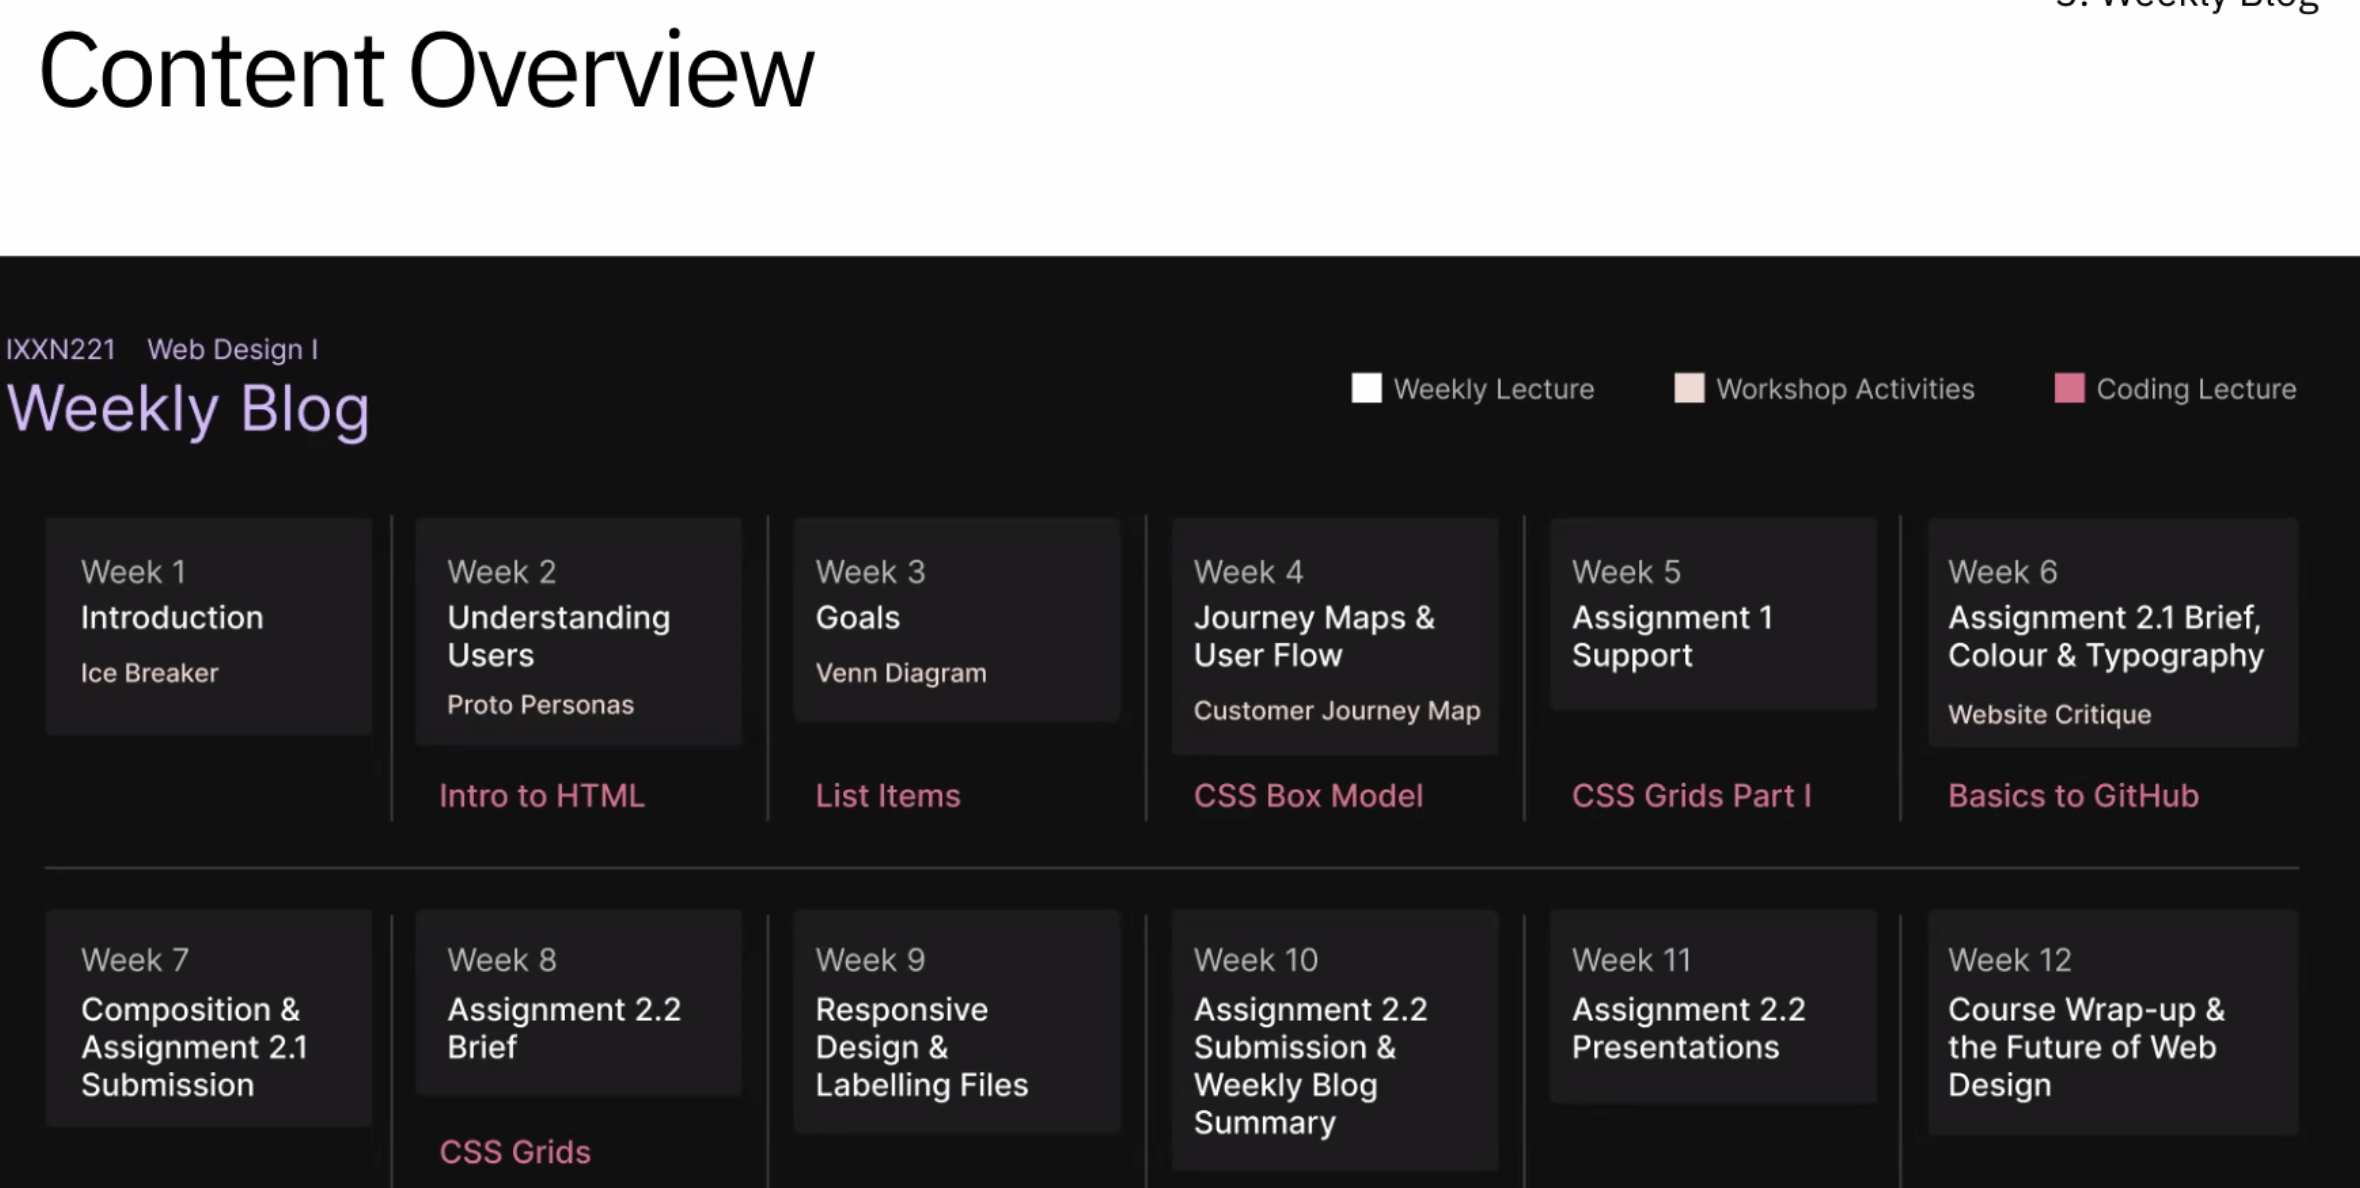 5. Weekly Blog
Content Overview
IXXN221 Web Design I
Weekly Blog
Weekly Lecture
Workshop Activities
Coding Lecture
Week 1
Introduction
Ice Breaker
Week 2
Understanding
Users
Proto Personas
Intro to HTML
Week 3
Goals
Venn Diagram
List Items
Week 4
Journey Maps &
User Flow
Customer Journey Map
CSS Box Model
Week 5
Assignment 1
Support
CSS Grids Part I
Week 6
Assignment 2.1 Brief,
Colour & Typography
Website Critique
Basics to GitHub
Week 7
Composition &
Assignment 2.1
Submission
Week 8
Assignment 2.2
Brief
CSS Grids
Week 9
Responsive
Design &
Labelling Files
Week 10
Assignment 2.2
Submission &
Weekly Blog
Summary
Week 11
Assignment 2.2
Presentations
Week 12
Course Wrap-up &
the Future of Web
Design